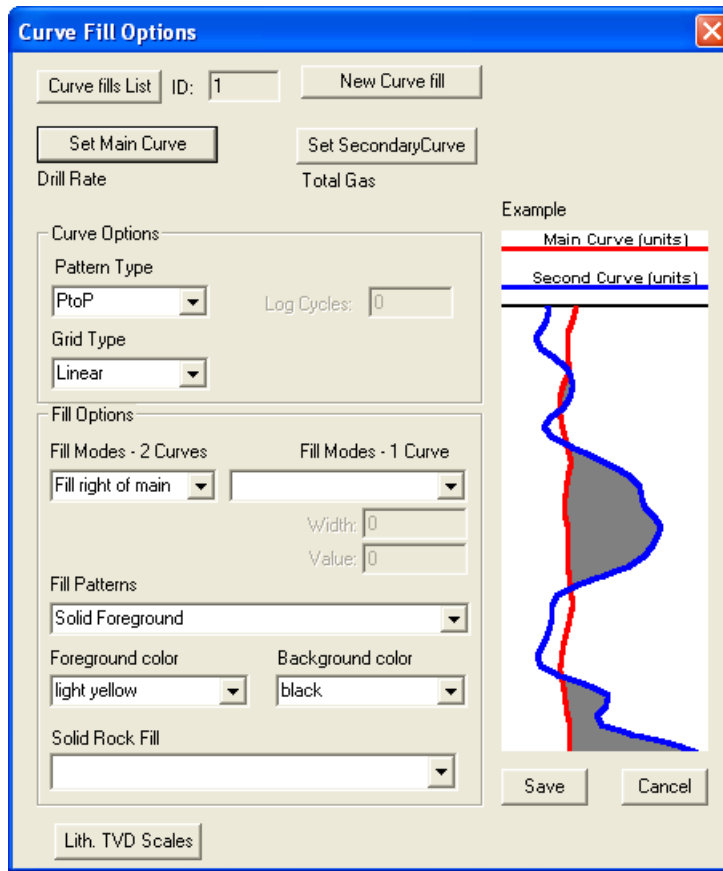 Curve Fill Options
Curve fills List ID: 1 New Curve fill
Set Main Curve Set SecondaryCurve
Drill Rate Total Gas
Example
Main Curve (units)
Second Curve (units)
Curve Options
Pattern Type
PtoP Log Cycles: 0
Grid Type
Linear
Fill Options
Fill Modes - 2 Curves Fill Modes - 1 Curve
Fill right of main
Width: 0
Value: 0
Fill Patterns
Solid Foreground
Foreground color Background color
light yellow black
Solid Rock Fill
Save Cancel
Lith. TVD Scales